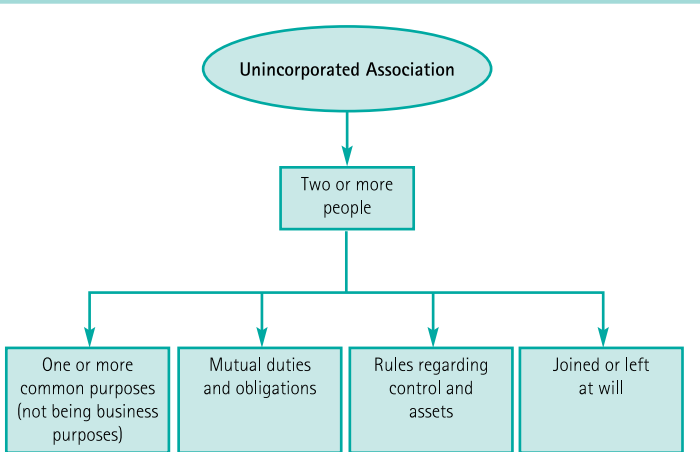 Unincorporated Association
Two or more
people
One or more
common purposes
(not being business
purposes)
Mutual duties
and obligations
Rules regarding
control and
assets
Joined or left
at will